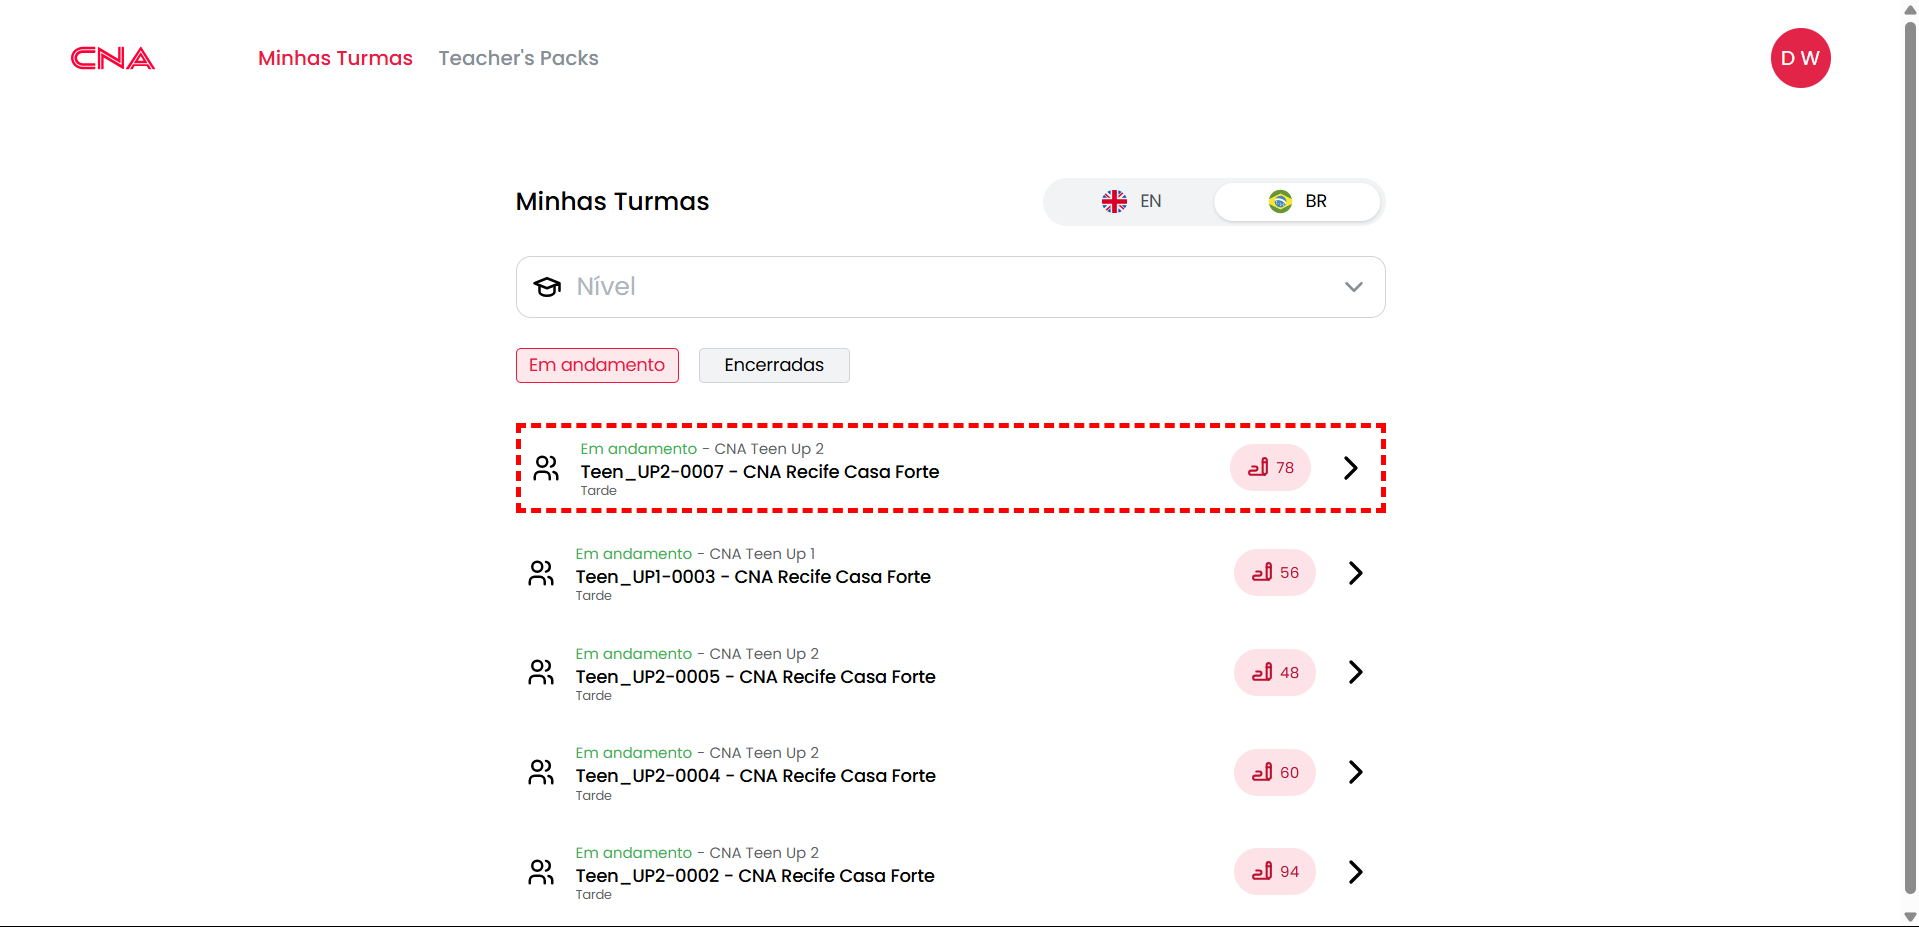 CNA
Minhas Turmas
Teacher's Packs
D W
Minhas Turmas
EN
BR
Nível
Em andamento
Encerradas
Em andamento - CNA Teen Up 2
Teen_UP2-0007 - CNA Recife Casa Forte
Tarde
78
Em andamento - CNA Teen Up 1
Teen_UP1-0003 - CNA Recife Casa Forte
Tarde
56
Em andamento - CNA Teen Up 2
Teen_UP2-0005 - CNA Recife Casa Forte
Tarde
48
Em andamento - CNA Teen Up 2
Teen_UP2-0004 - CNA Recife Casa Forte
Tarde
60
Em andamento - CNA Teen Up 2
Teen_UP2-0002 - CNA Recife Casa Forte
Tarde
94